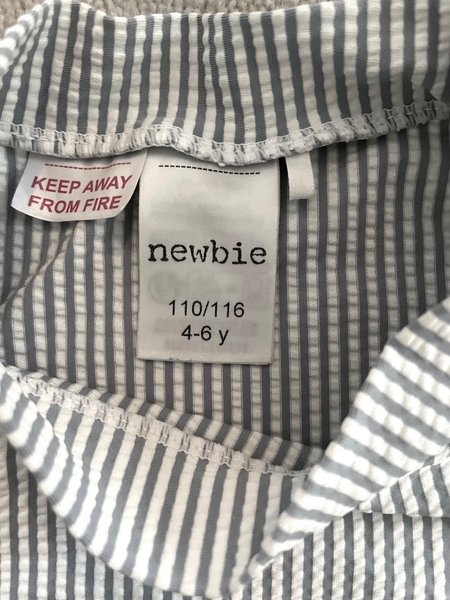 KEEP AWAY
FROM FIRE
newbie
110/116
4-6 y